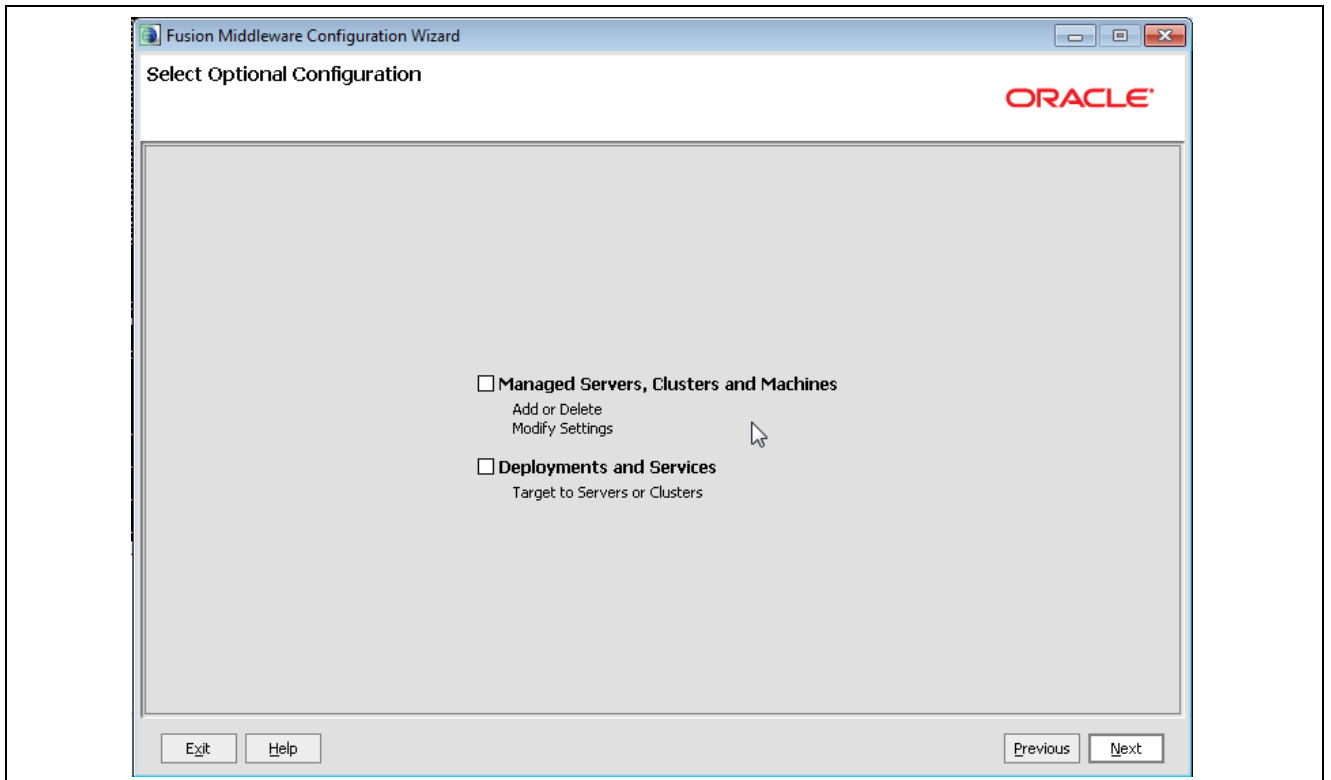 Fusion Middleware Configuration Wizard
Select Optional Configuration
ORACLE
Managed Servers, Clusters and Machines
Add or Delete
Modify Settings
Deployments and Services
Target to Servers or Clusters
Exit Help Previous Next